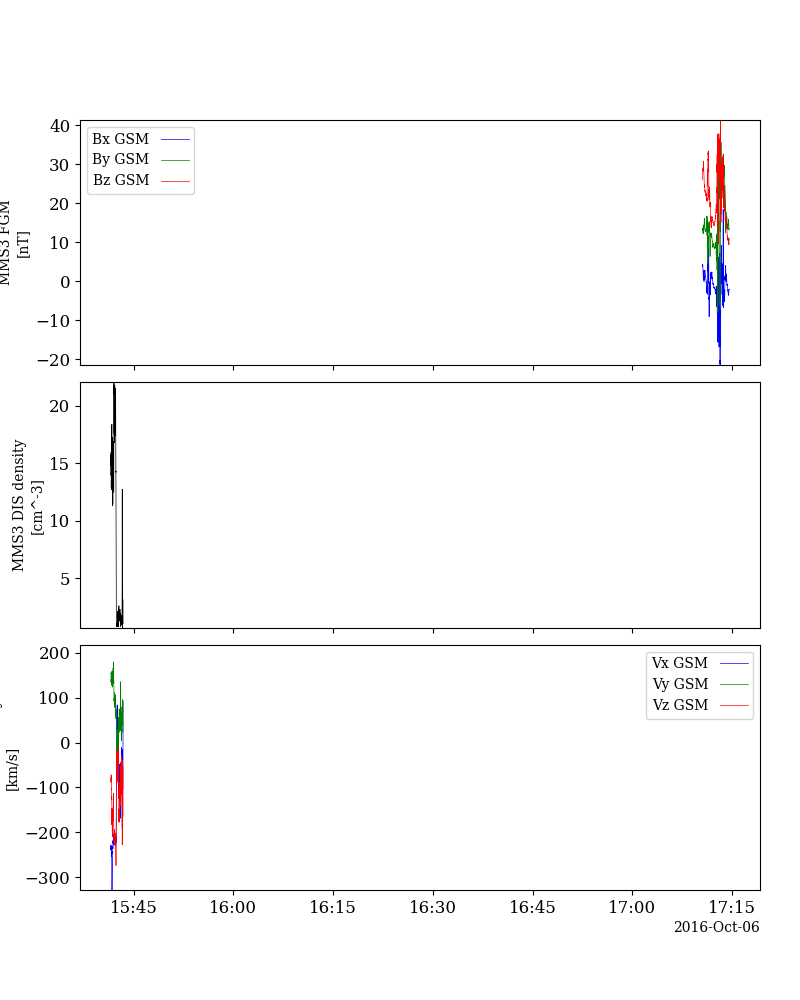 MMS3 FGM
[nT]
40
30
20
10
0
−10
−20
Bx GSM
By GSM
Bz GSM
MMS3 DIS density
[cm^-3]
20
15
10
5
[km/s]
200
100
0
−100
−200
−300
Vx GSM
Vy GSM
Vz GSM
15:45 16:00 16:15 16:30 16:45 17:00 17:15
2016-Oct-06